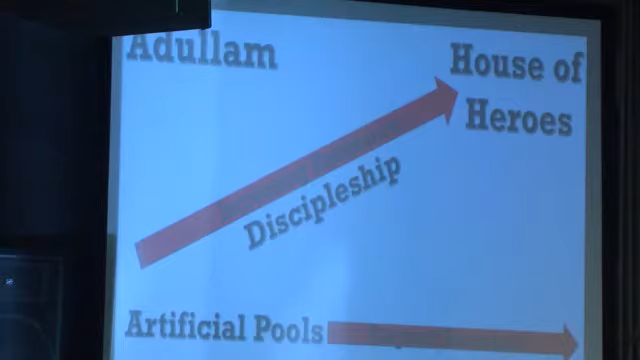 Adullam
House of
Heroes
Discipleship
Artificial Pools